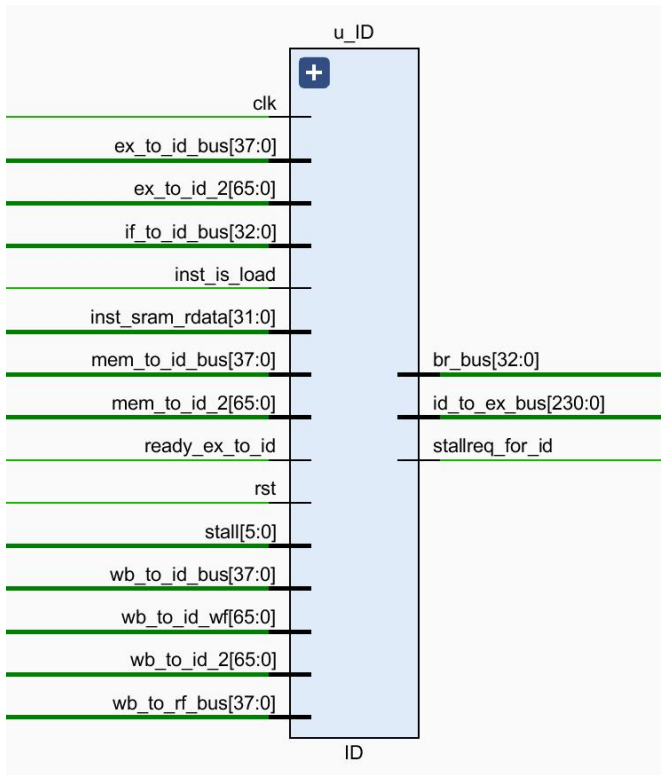 u_ID
clk
ex_to_id_bus[37:0]
ex_to_id_2[65:0]
if_to_id_bus[32:0]
inst_is_load
inst_sram_rdata[31:0]
mem_to_id_bus[37:0]
br_bus[32:0]
mem_to_id_2[65:0]
id_to_ex_bus[230:0]
ready_ex_to_id
stallreq_for_id
rst
stall[5:0]
wb_to_id_bus[37:0]
wb_to_id_wf[65:0]
wb_to_id_2[65:0]
wb_to_rf_bus[37:0]
ID